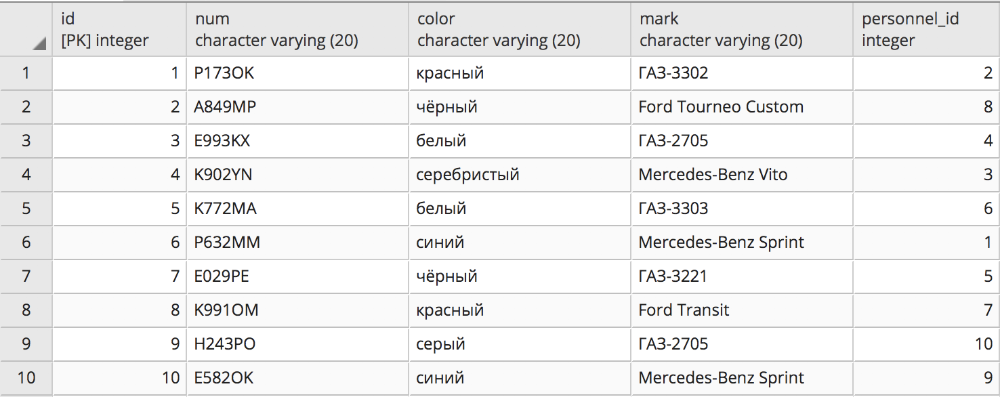 id num color mark personnel_id
[PK] integer character varying (20) character varying (20) character varying (20) integer
1 1 P173OK красный ГАЗ-3302 2
2 2 A849MP чёрный Ford Tourneo Custom 8
3 3 E993KX белый ГАЗ-2705 4
4 4 K902YN серебристый Mercedes-Benz Vito 3
5 5 K772MA белый ГАЗ-3303 6
6 6 P632MM синий Mercedes-Benz Sprint 1
7 7 E029PE чёрный ГАЗ-3221 5
8 8 K991OM красный Ford Transit 7
9 9 H243PO серый ГАЗ-2705 10
10 10 E582OK синий Mercedes-Benz Sprint 9